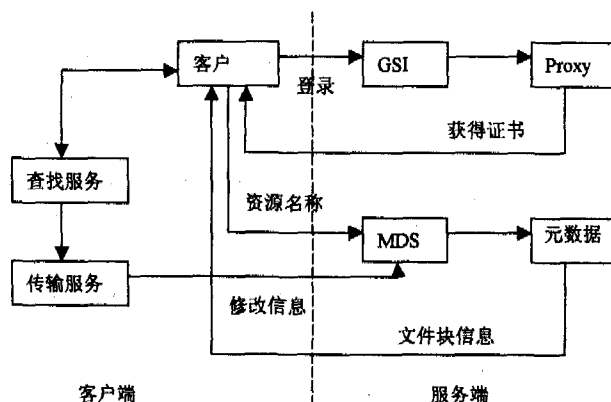 客户
GSI
Proxy
登录
获得证书
查找服务
资源名称
MDS
元数据
传输服务
修改信息
文件块信息
客户端
服务端